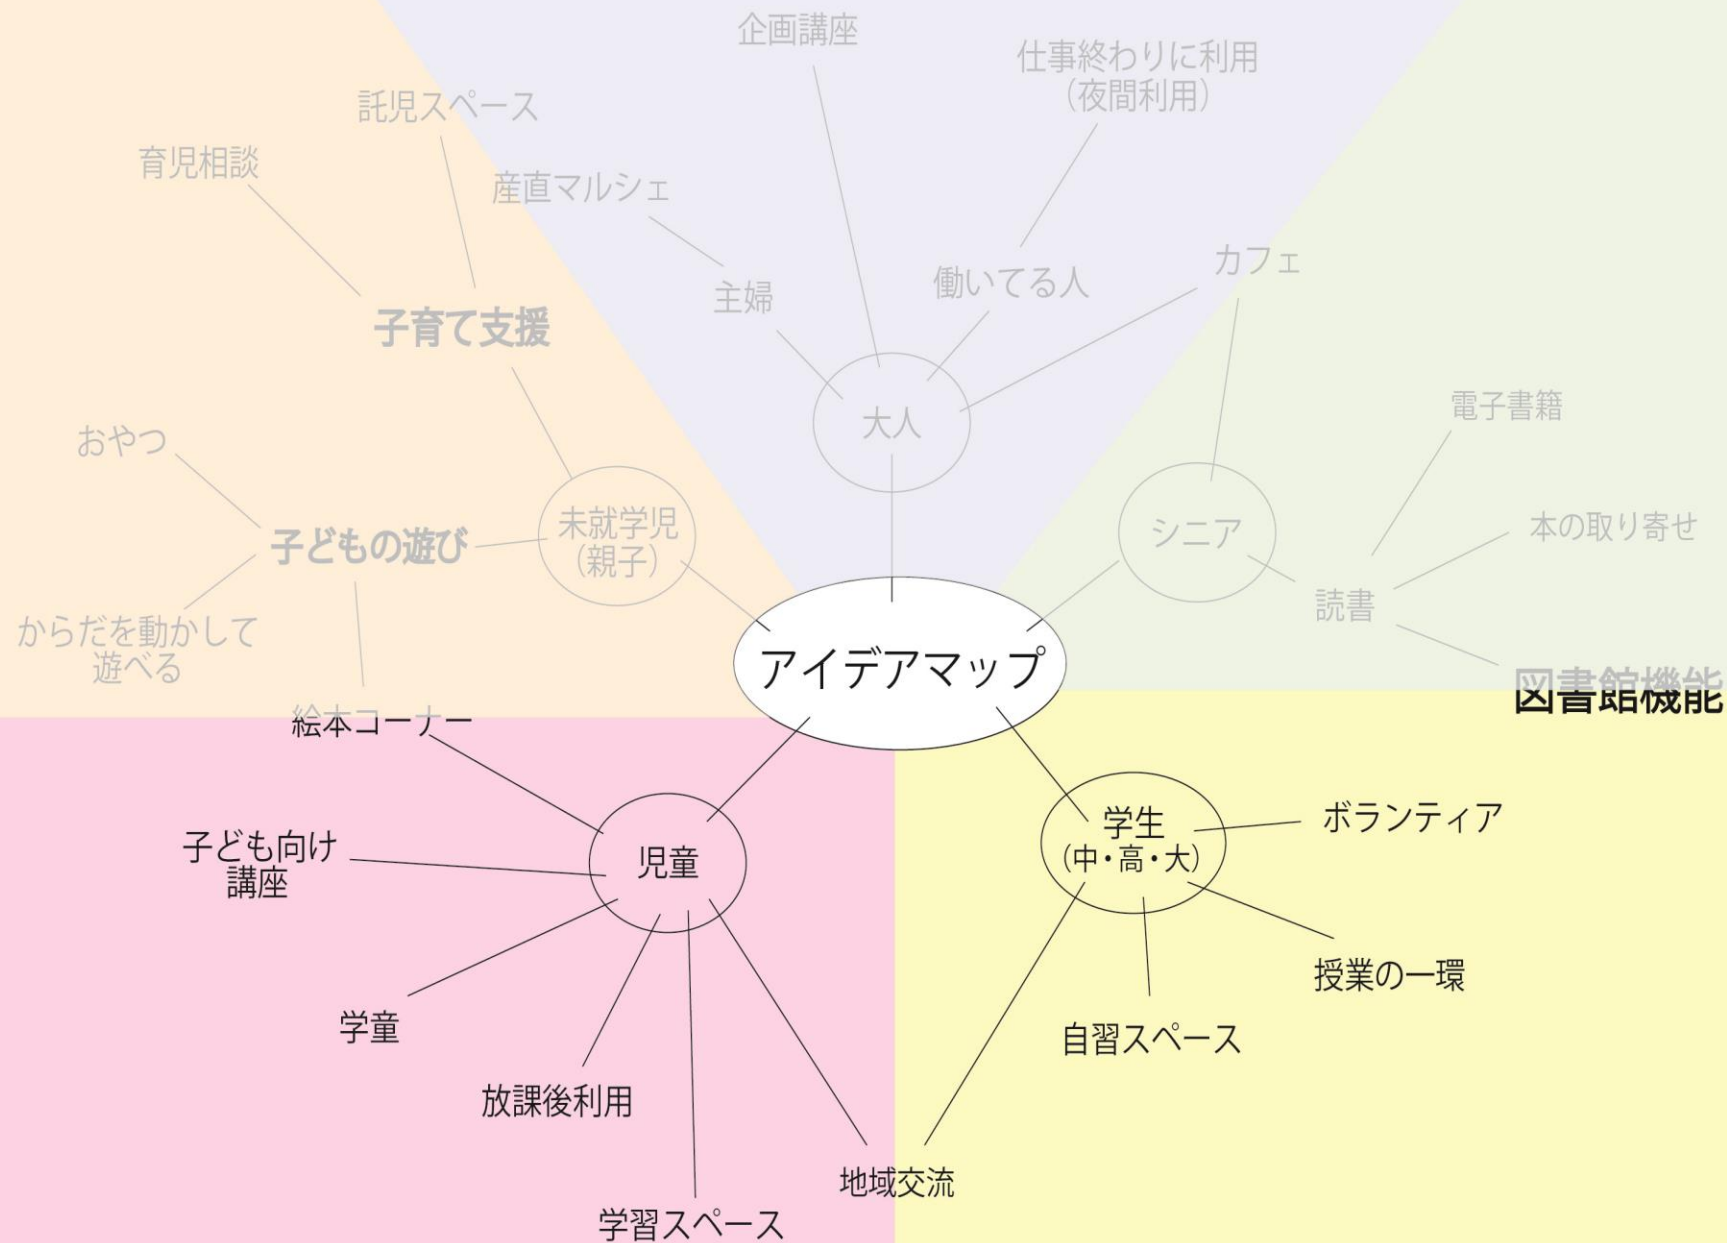 企画講座
仕事終わりに利用
（夜間利用）
託児スペース
育児相談
産直マルシェ
主婦
働いてる人
カフェ
子育て支援
大人
電子書籍
おやつ
未就学児
（親子）
シニア
本の取り寄せ
子どもの遊び
読書
からだを動かして
遊べる
アイデアマップ
図書館機能
絵本コーナー
子ども向け
講座
児童
学生
（中・高・大）
ボランティア
授業の一環
学童
自習スペース
放課後利用
地域交流
学習スペース